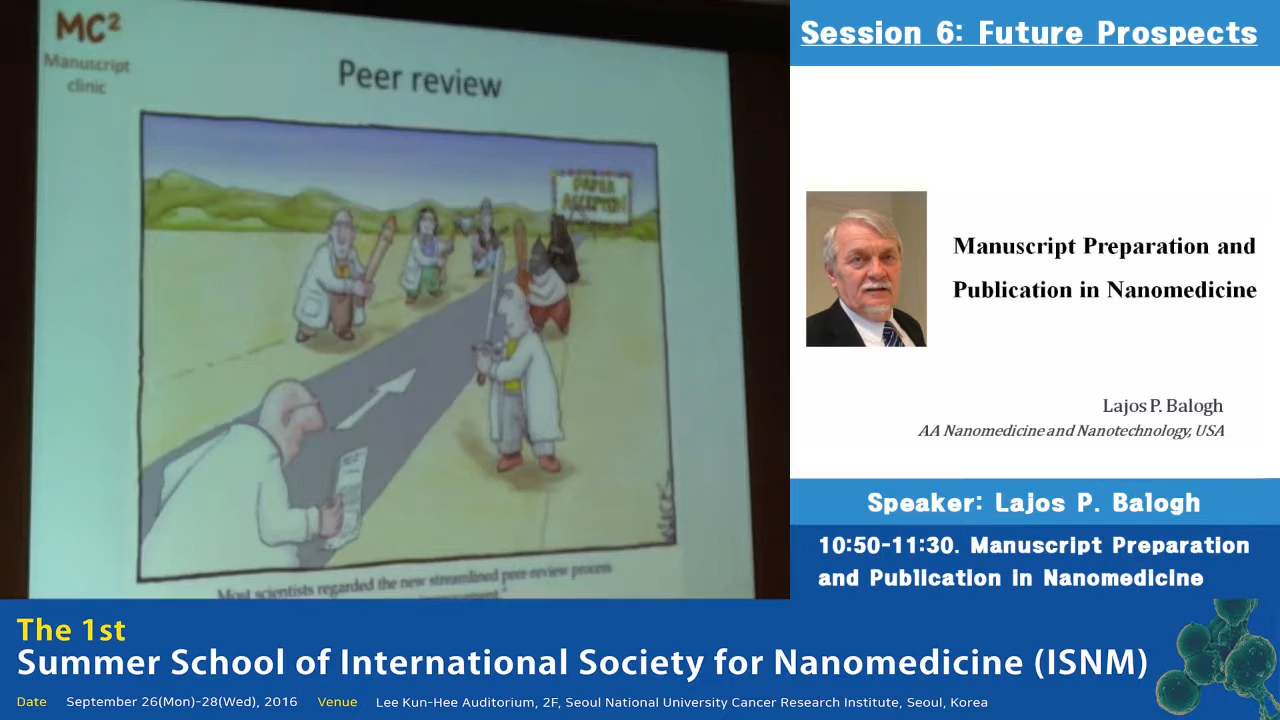 MC²
Manuscript
clinic
Peer review
PAPER
ACCEPTED
NICK
Most scientists regarded the new streamlined peer-review process
improvement."
Session 6: Future Prospects
Manuscript Preparation and
Publication in Nanomedicine
Lajos P. Balogh
AA Nanomedicine and Nanotechnology, USA
Speaker: Lajos P. Balogh
10:50-11:30. Manuscript Preparation
and Publication in Nanomedicine
The 1st
Summer School of International Society for Nanomedicine (ISNM)
Date September 26(Mon)-28(Wed), 2016 Venue Lee Kun-Hee Auditorium, 2F, Seoul National University Cancer Research Institute, Seoul, Korea